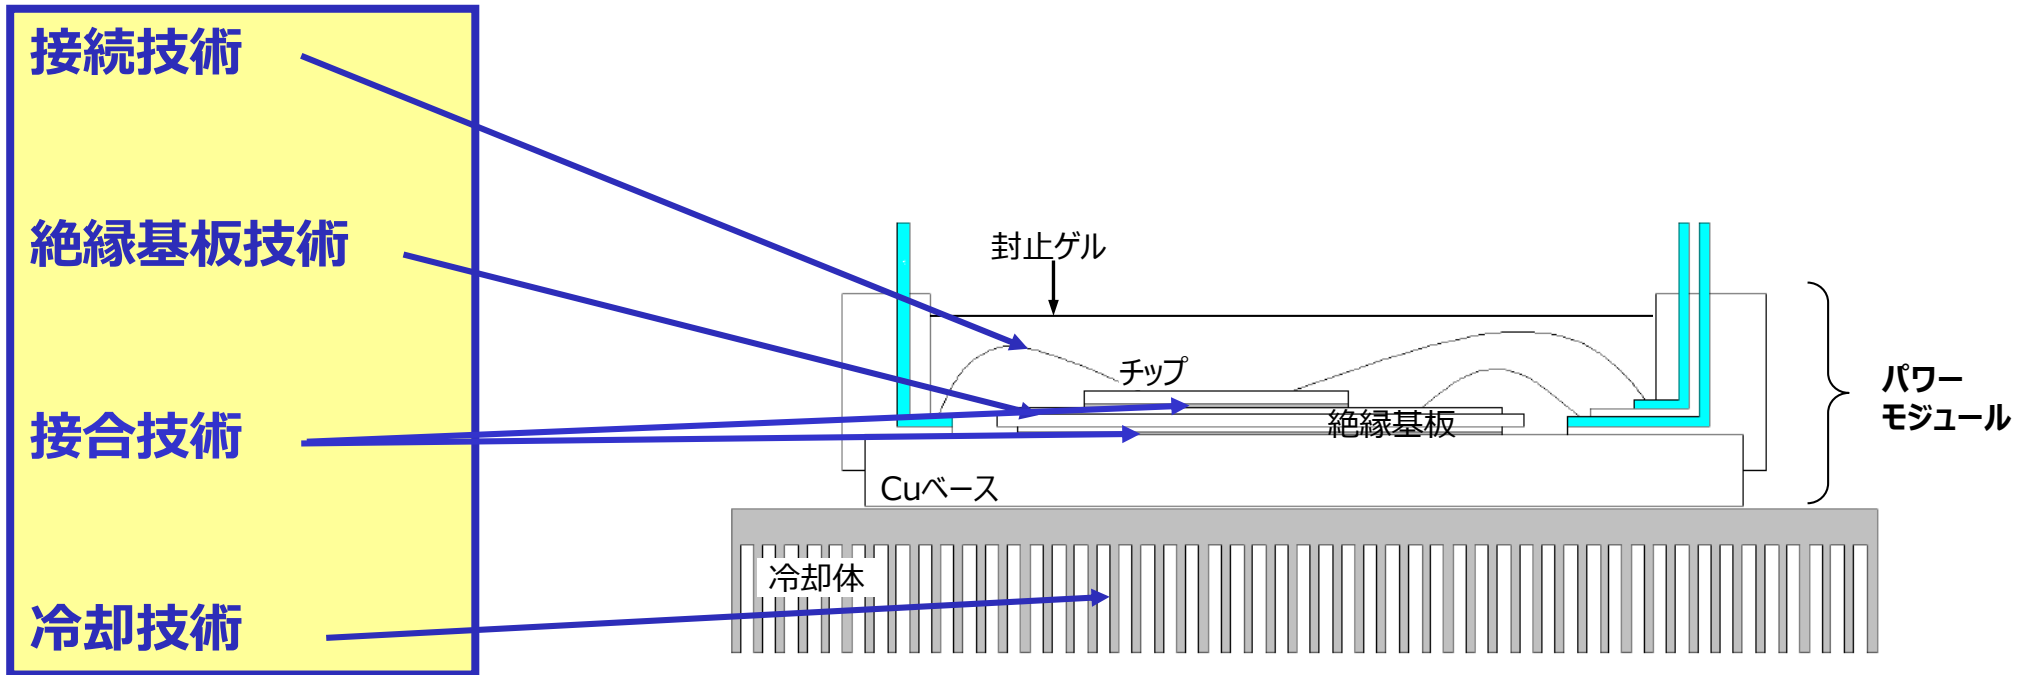 接続技術
絶縁基板技術
接合技術
冷却技術
封止ゲル
チップ
絶縁基板
Cuベース
冷却体
パワー
モジュール